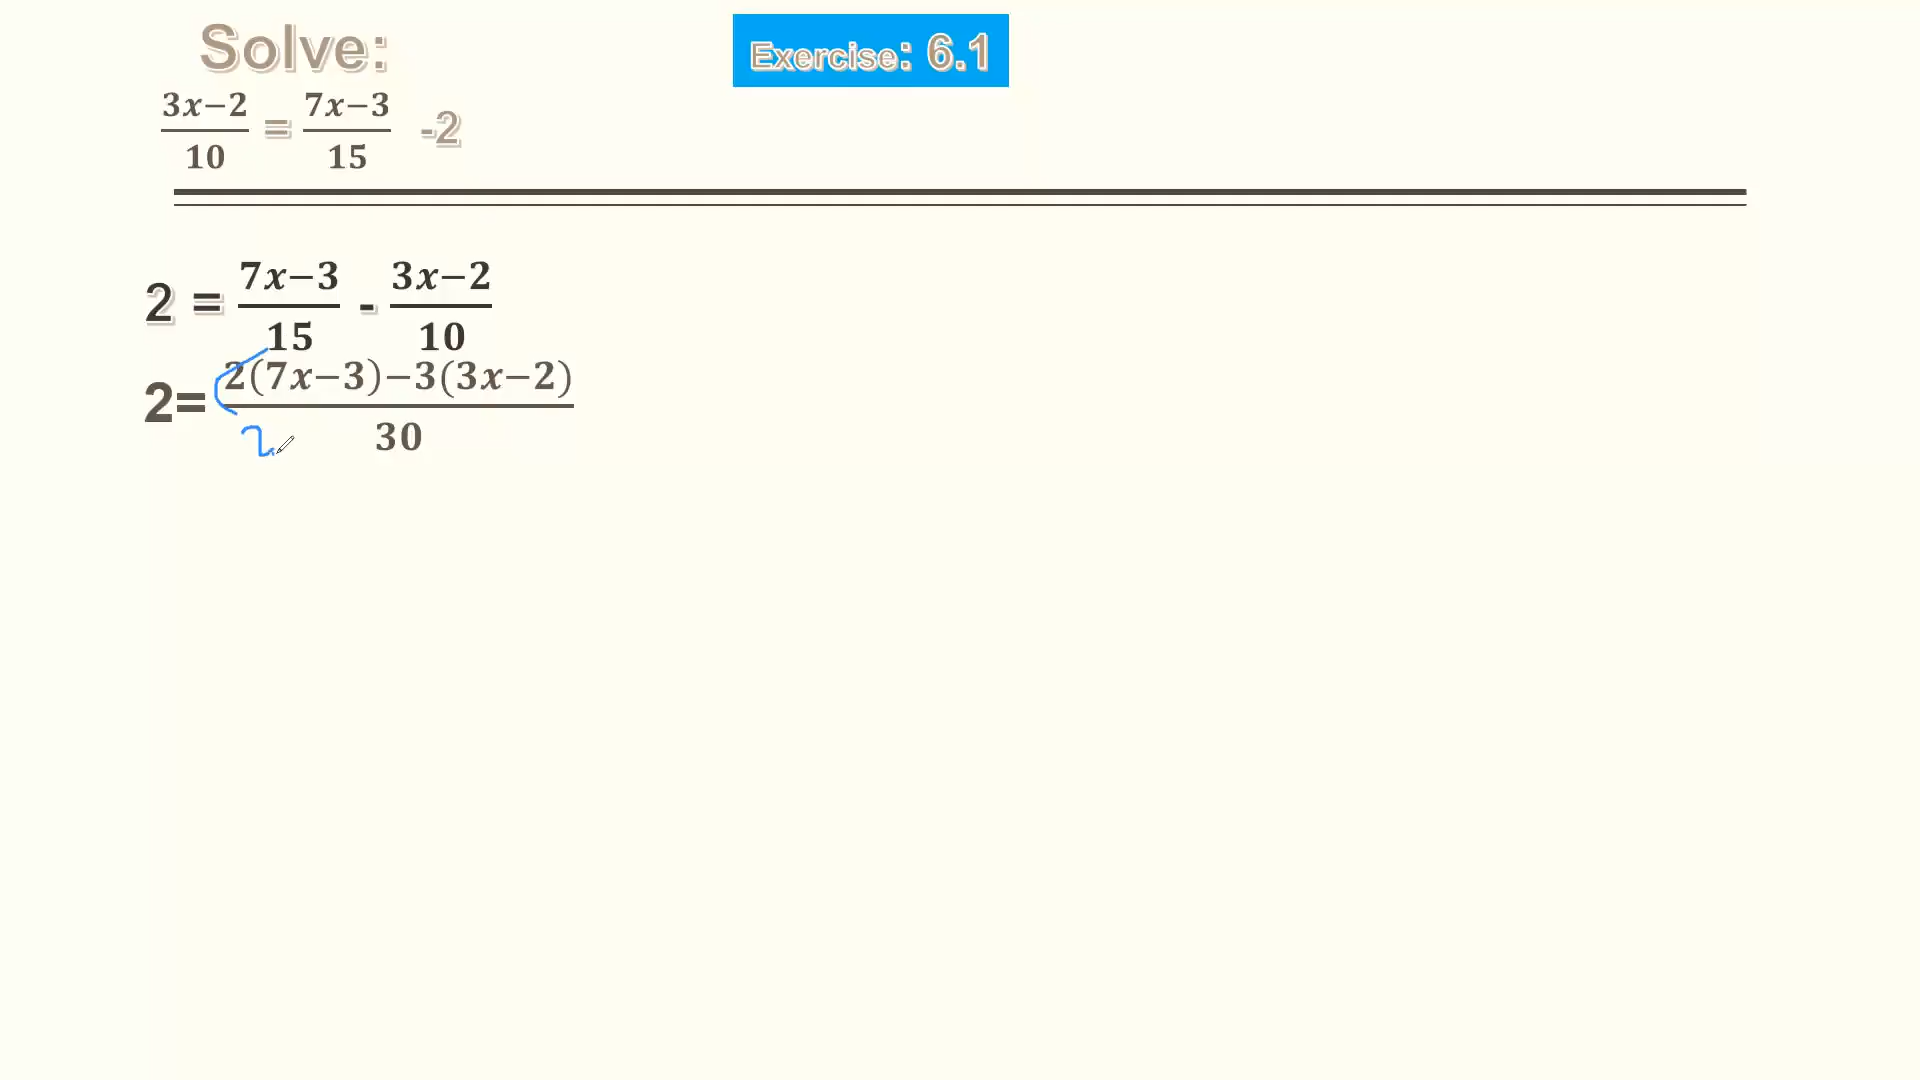 Solve:
Exercise: 6.1
3x−2/10 = 7x−3/15 -2
2 = 7x−3/15 - 3x−2/10
2= 2(7x−3)−3(3x−2)/30
2